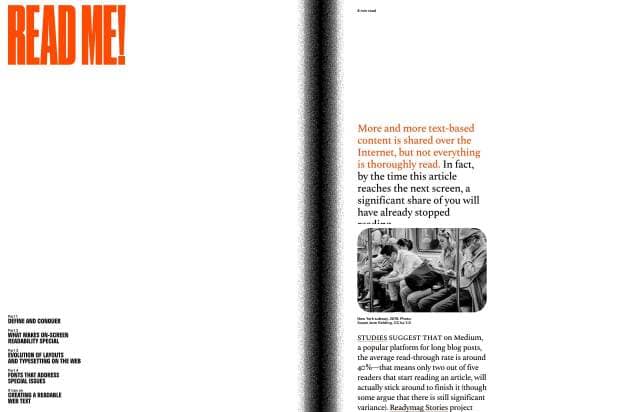 READ ME!
Part 1
DEFINE AND CONQUER
Part 2
WHAT MAKES ON-SCREEN
READABILITY SPECIAL
Part 3
EVOLUTION OF LAYOUTS
AND TYPESETTING ON THE WEB
Part 4
FONTS THAT ADDRESS
SPECIAL ISSUES
CREATING A READABLE
WEB TEXT
8 min read
More and more text-based
content is shared over the
Internet, but not everything
is thoroughly read. In fact,
by the time this article
reaches the next screen, a
significant share of you will
have already stopped
New York subway, 2019. Photo:
STUDIES SUGGEST THAT on Medium,
a popular platform for long blog posts,
the average read-through rate is around
40%—that means only two out of five
readers that start reading an article, will
actually stick around to finish it (though
some argue that there is still significant
variance). Readymag Stories project